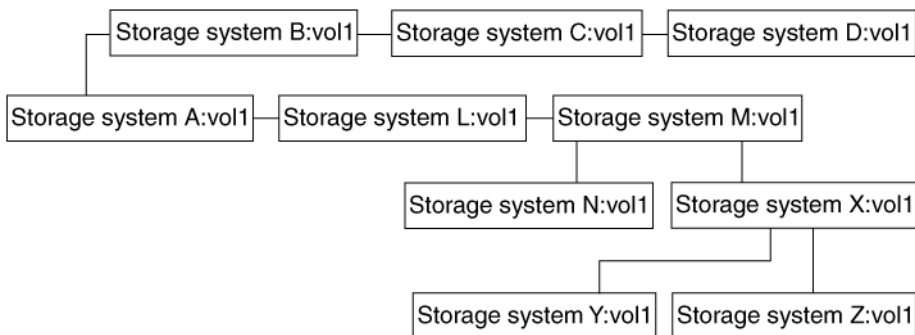 Storage system B:vol1
Storage system C:vol1
Storage system D:vol1
Storage system A:vol1
Storage system L:vol1
Storage system M:vol1
Storage system N:vol1
Storage system X:vol1
Storage system Y:vol1
Storage system Z:vol1